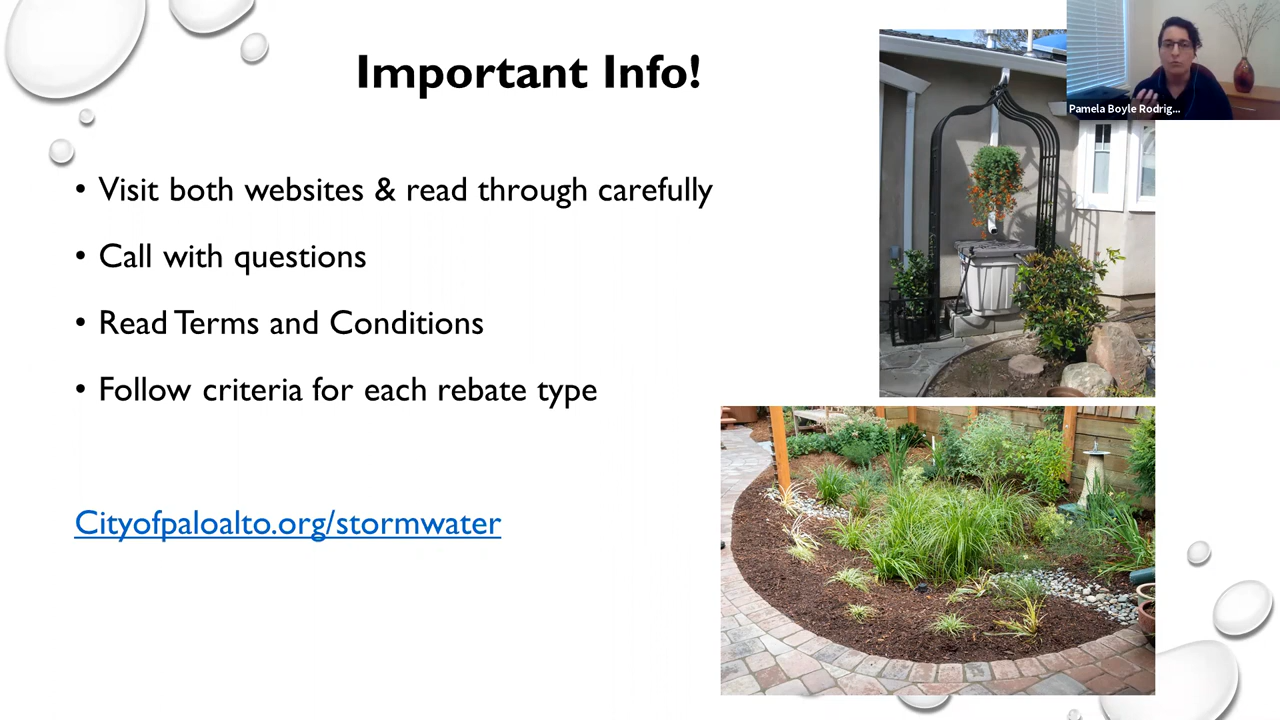 Important Info!
Pamela Boyle Rodrig...
• Visit both websites & read through carefully
• Call with questions
• Read Terms and Conditions
• Follow criteria for each rebate type
Cityofpaloalto.org/stormwater